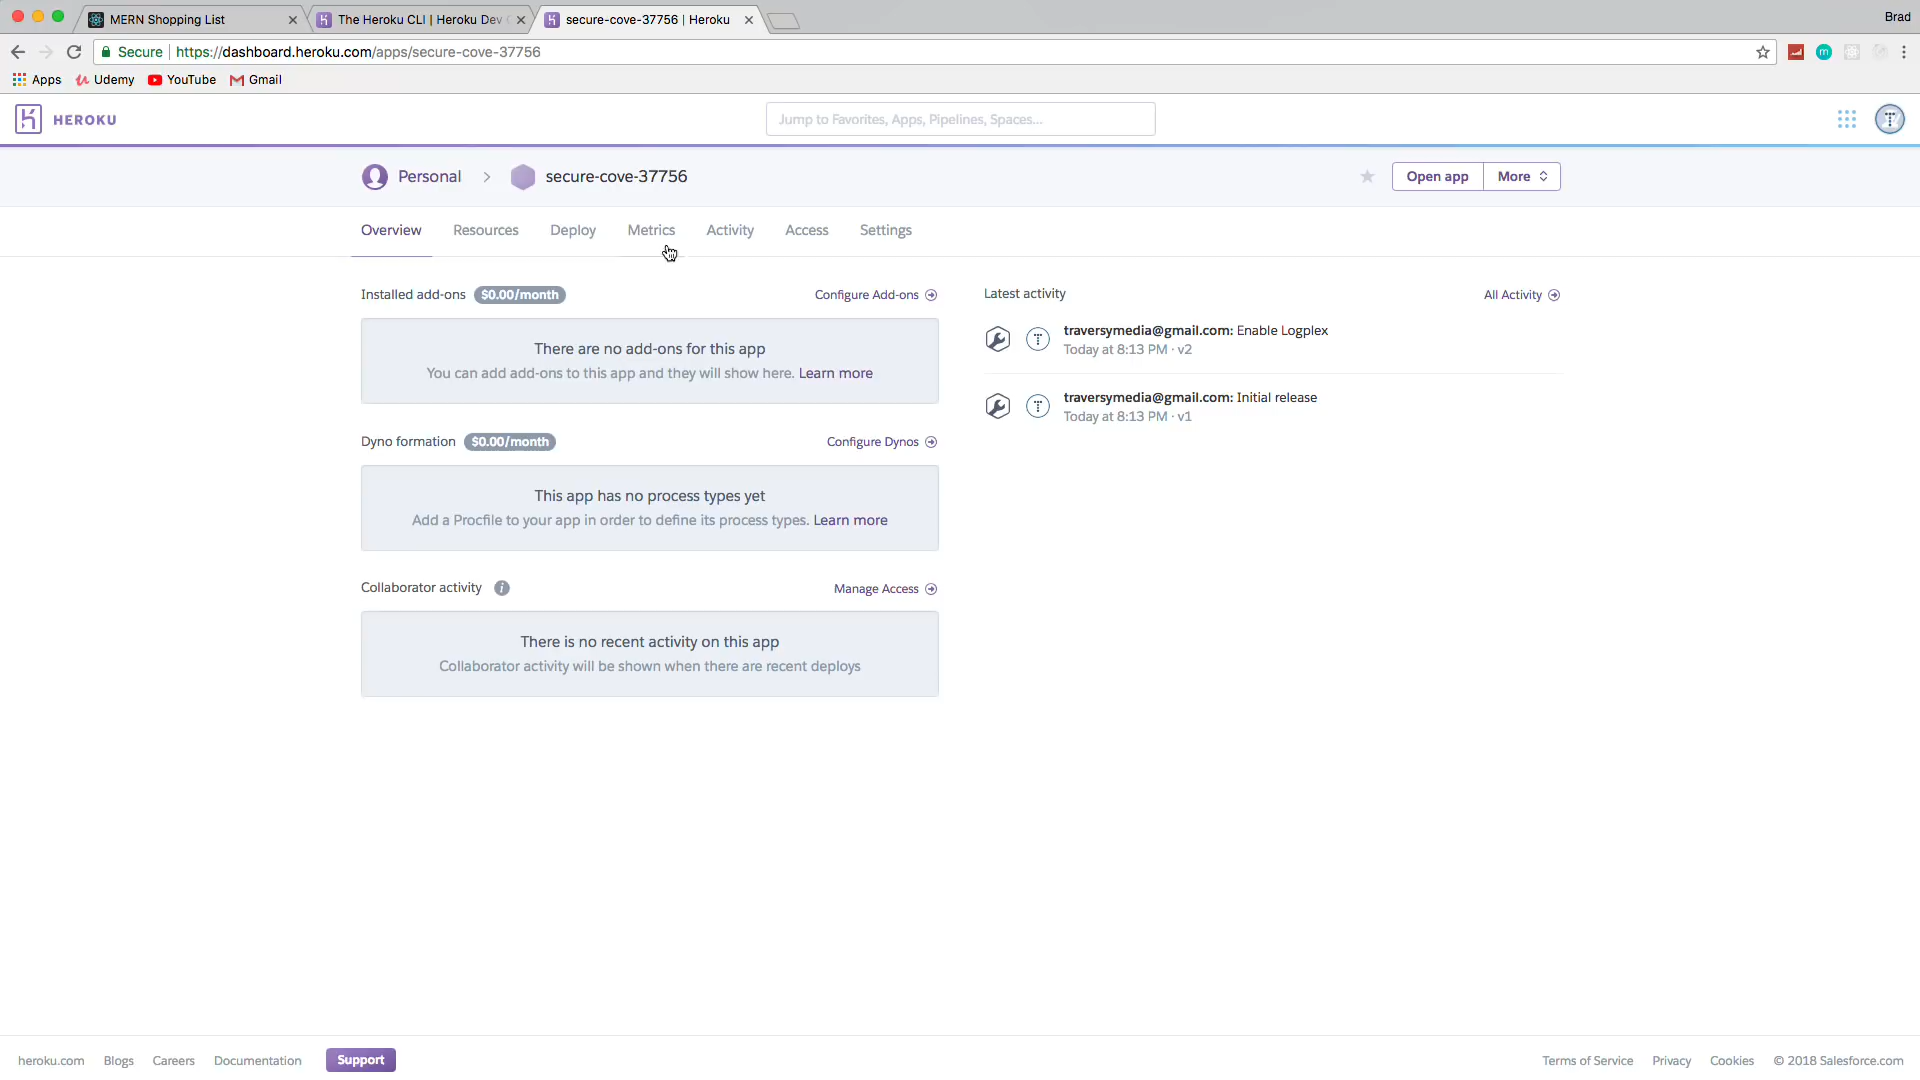 MERN Shopping List
The Heroku CLI | Heroku Dev C
secure-cove-37756 | Heroku
Brad
Secure
https://dashboard.heroku.com/apps/secure-cove-37756
m
Apps
Udemy
YouTube
Gmail
HEROKU
Jump to Favorites, Apps, Pipelines, Spaces...
Personal
secure-cove-37756
Open app
More
Overview
Resources
Deploy
Metrics
Activity
Access
Settings
Installed add-ons $0.00/month
Configure Add-ons
There are no add-ons for this app
You can add add-ons to this app and they will show here. Learn more
Dyno formation $0.00/month
Configure Dynos
This app has no process types yet
Add a Procfile to your app in order to define its process types. Learn more
Collaborator activity i
Manage Access
There is no recent activity on this app
Collaborator activity will be shown when there are recent deploys
Latest activity
All Activity
traversymedia@gmail.com: Enable Logplex
Today at 8:13 PM · v2
traversymedia@gmail.com: Initial release
Today at 8:13 PM · v1
heroku.com
Blogs
Careers
Documentation
Support
Terms of Service
Privacy
Cookies
© 2018 Salesforce.com